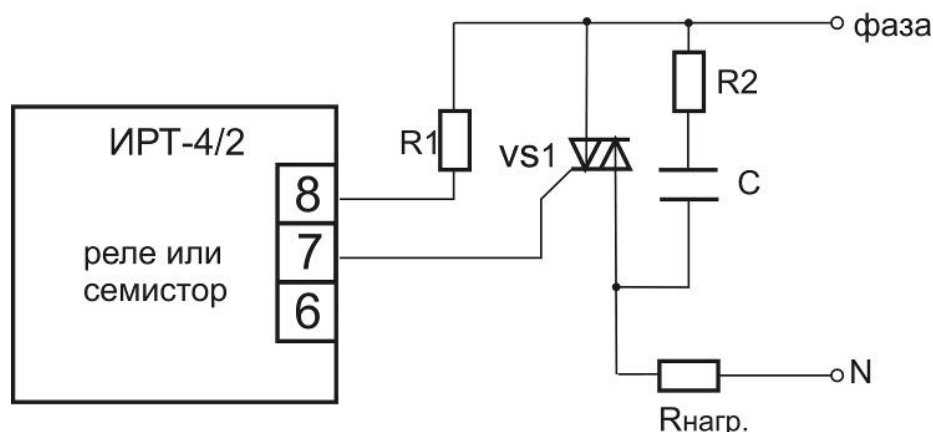 фаза
R2
ИРТ-4/2
R1
vs1
8
C
7
реле или
семистор
6
N
Rнагр.